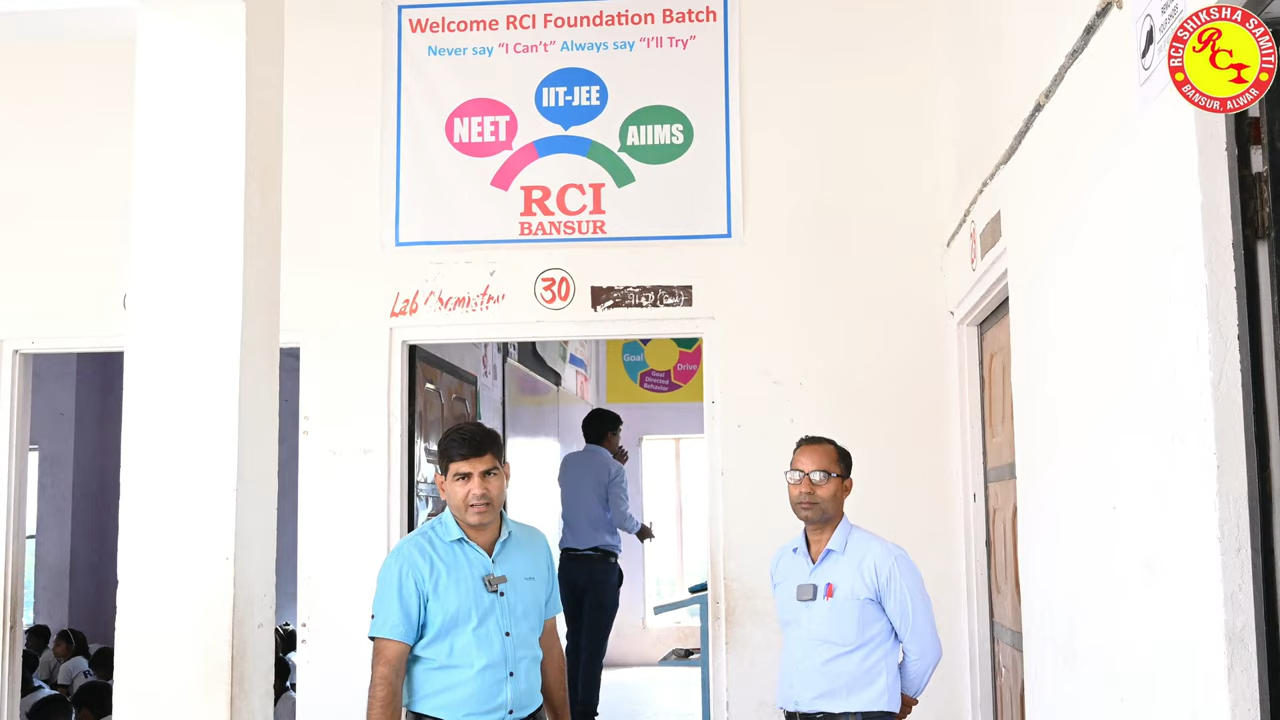 Welcome RCI Foundation Batch
Never say “I Can’t” Always say “I’ll Try”
IIT-JEE
NEET
AIIMS
RCI
BANSUR
RCI SHIKSHA SAMITI
RCI
BANSUR, ALWAR
Lab Chemistry
30
Goal
Drive
Goal
Directed
Behavior